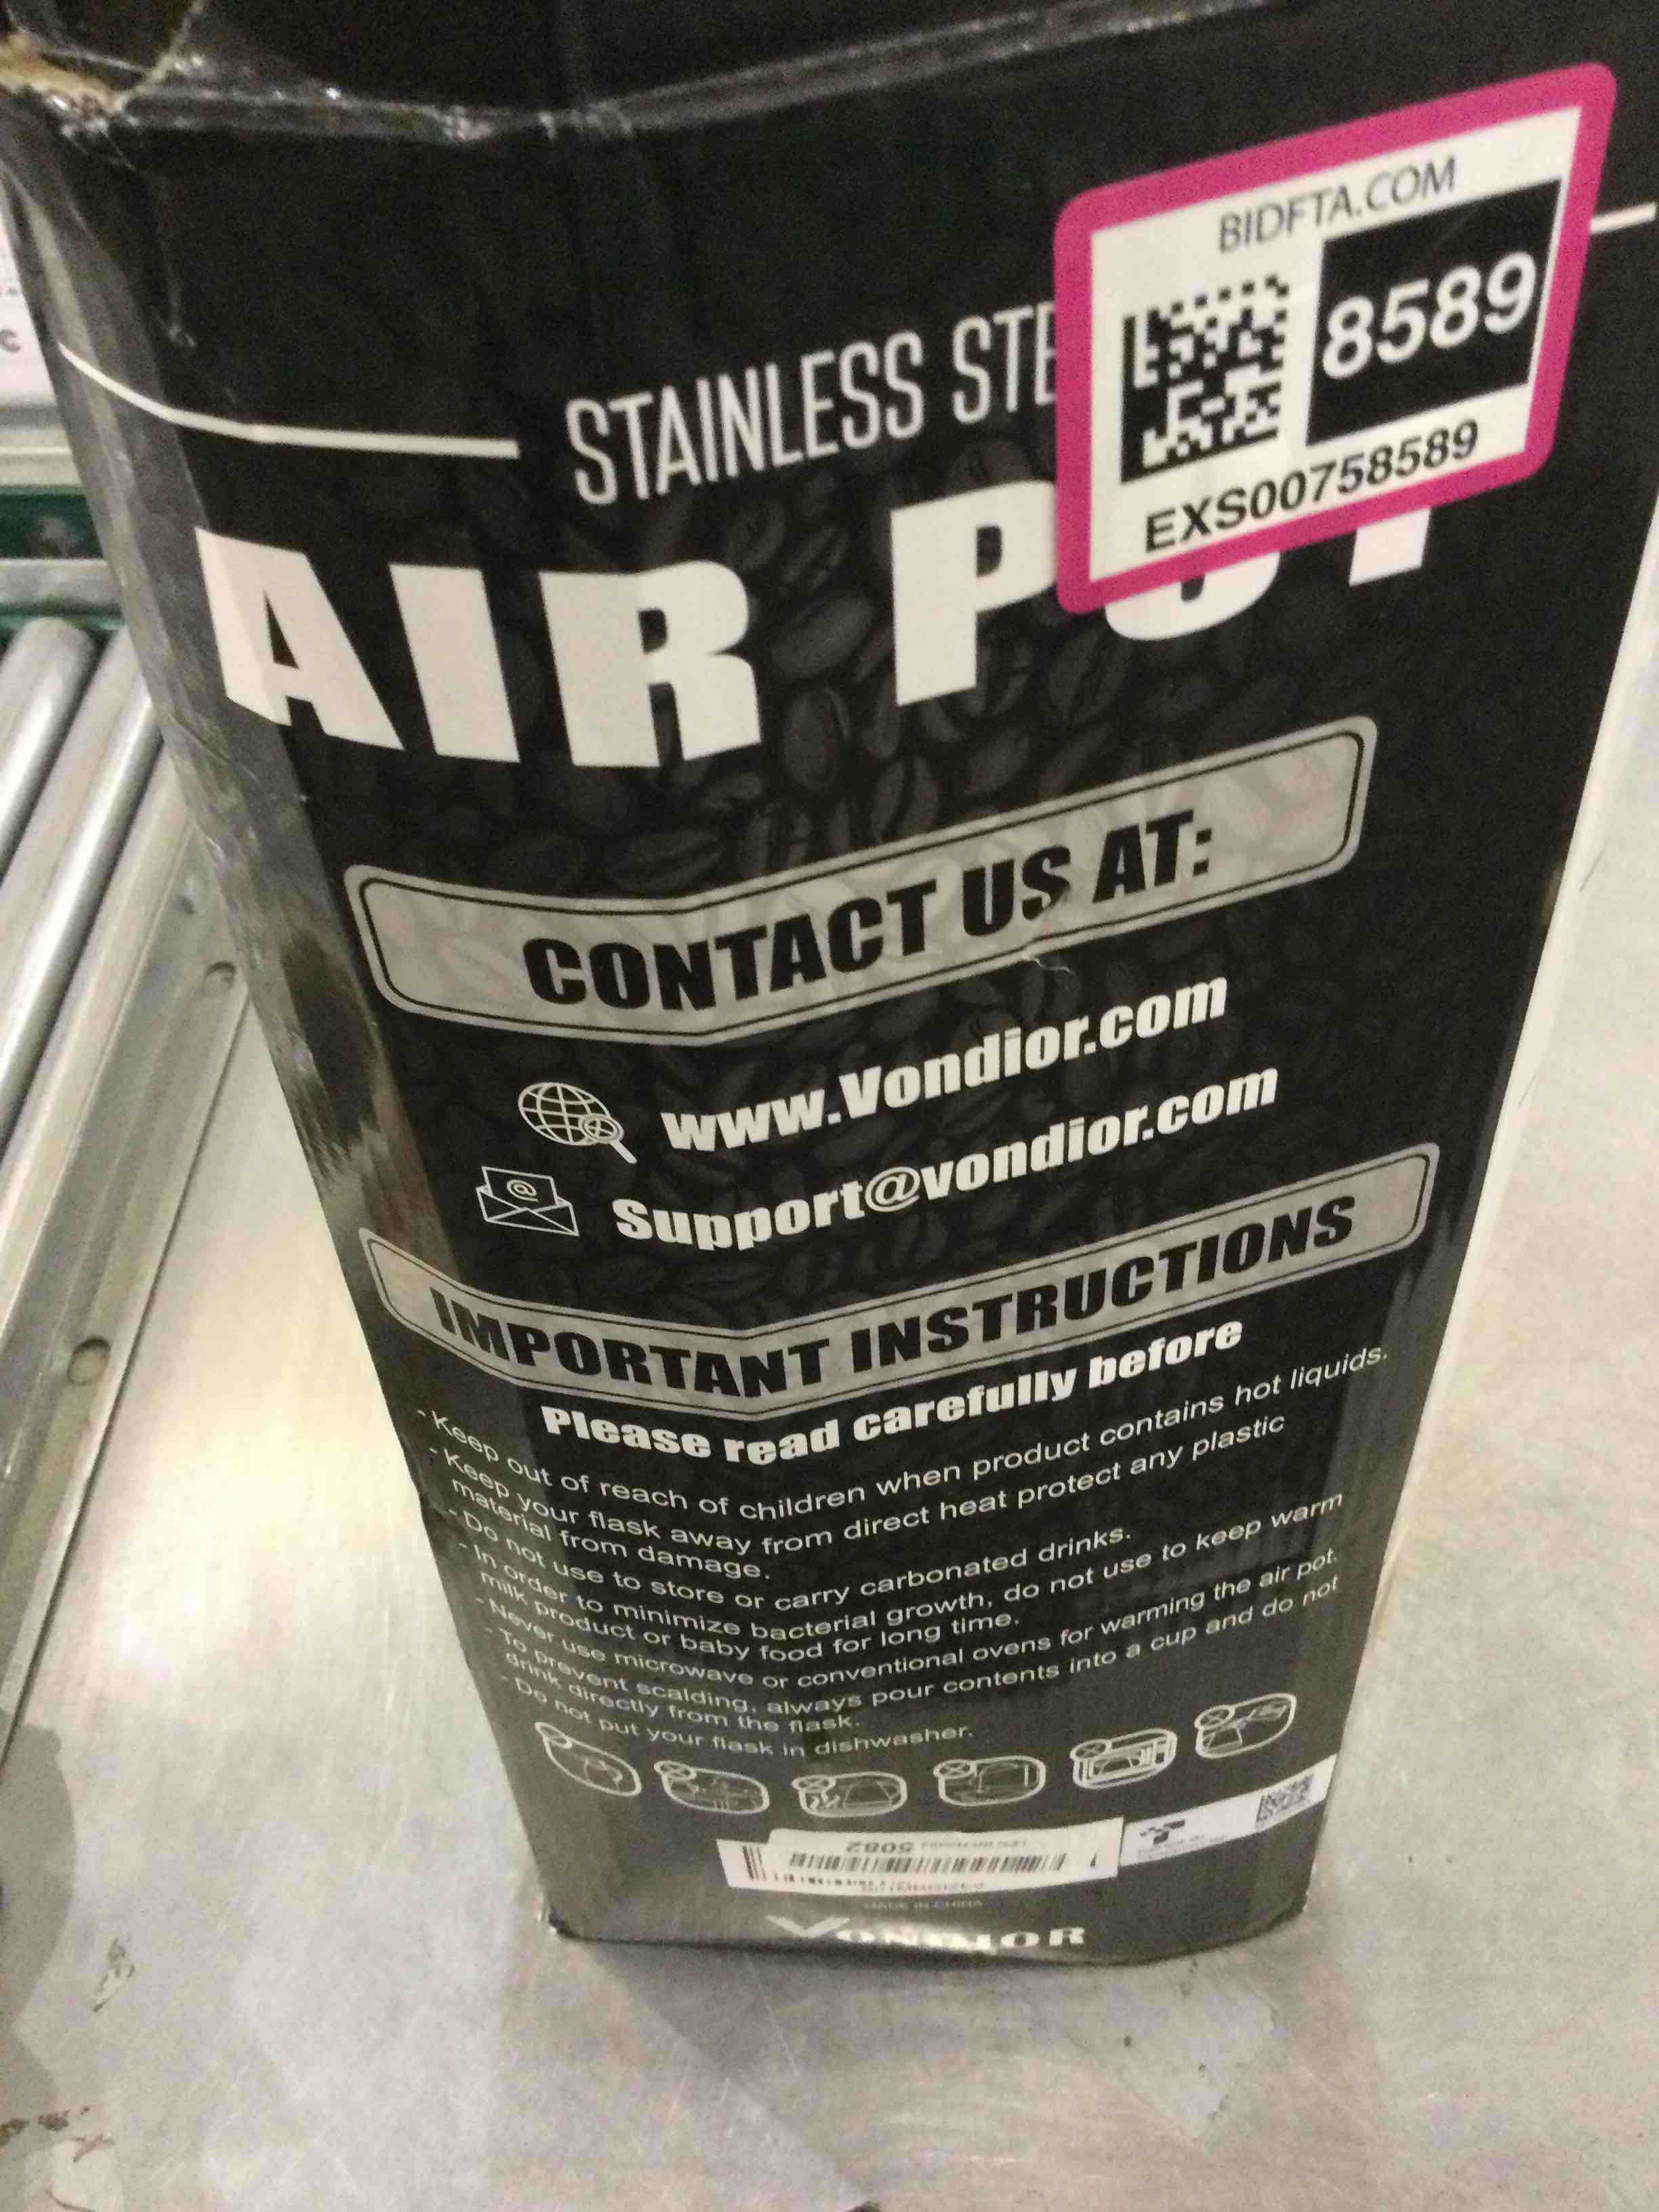 BIDFTA.COM
8589
EXS00758589
STAINLESS STE
AIR POT
CONTACT US AT:
www.Vondior.com
Support@vondior.com
IMPORTANT INSTRUCTIONS
Please read carefully before
- Keep out of reach of children when product contains hot liquids.
- Keep your flask away from direct heat protect any plastic
material from damage.
- Do not use to store or carry carbonated drinks.
- In order to minimize bacterial growth, do not use to keep warm
milk product or baby food for long time.
- Never use microwave or conventional ovens for warming the air pot.
- To prevent scalding, always pour contents into a cup and do not
drink directly from the flask.
- Do not put your flask in dishwasher.
5082
MADE IN CHINA
VONDIOR